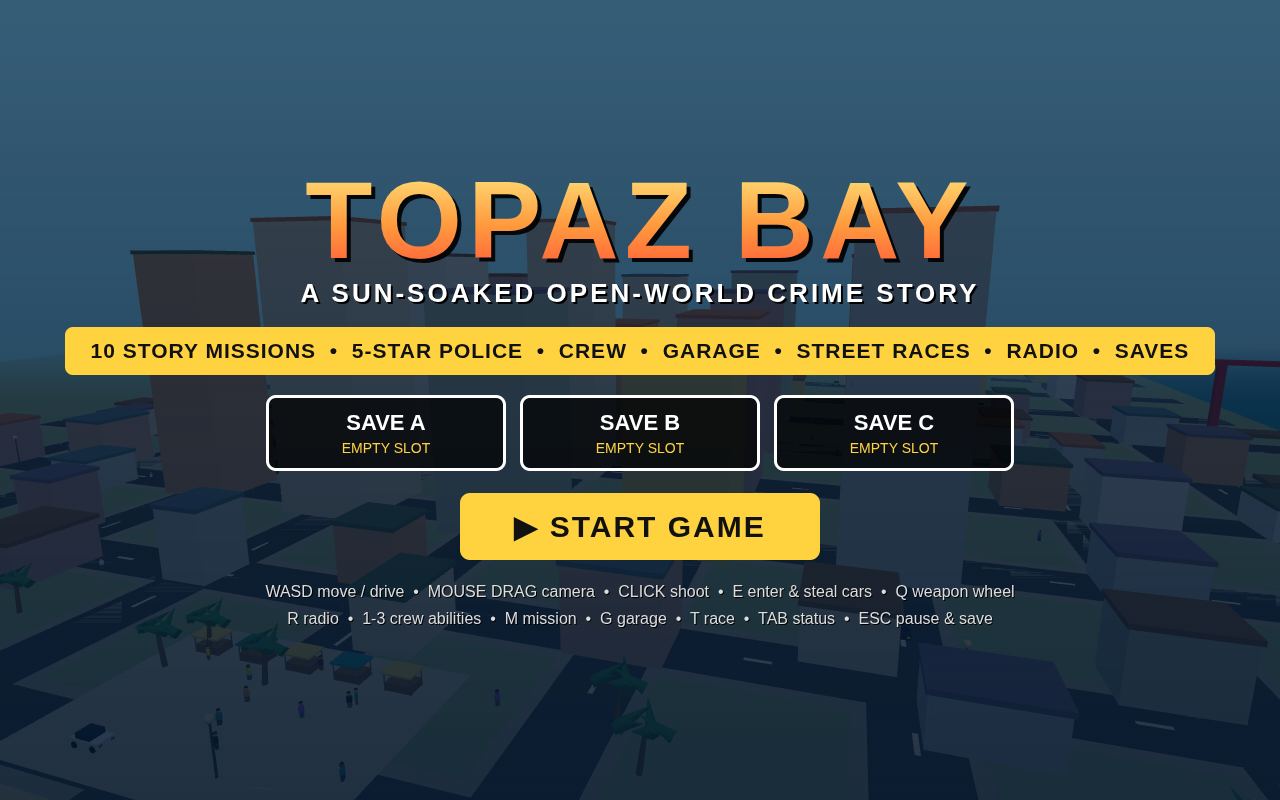 TOPAZ BAY
A SUN-SOAKED OPEN-WORLD CRIME STORY
10 STORY MISSIONS • 5-STAR POLICE • CREW • GARAGE • STREET RACES • RADIO • SAVES
SAVE A
EMPTY SLOT
SAVE B
EMPTY SLOT
SAVE C
EMPTY SLOT
▶ START GAME
WASD move / drive • MOUSE DRAG camera • CLICK shoot • E enter & steal cars • Q weapon wheel
R radio • 1-3 crew abilities • M mission • G garage • T race • TAB status • ESC pause & save